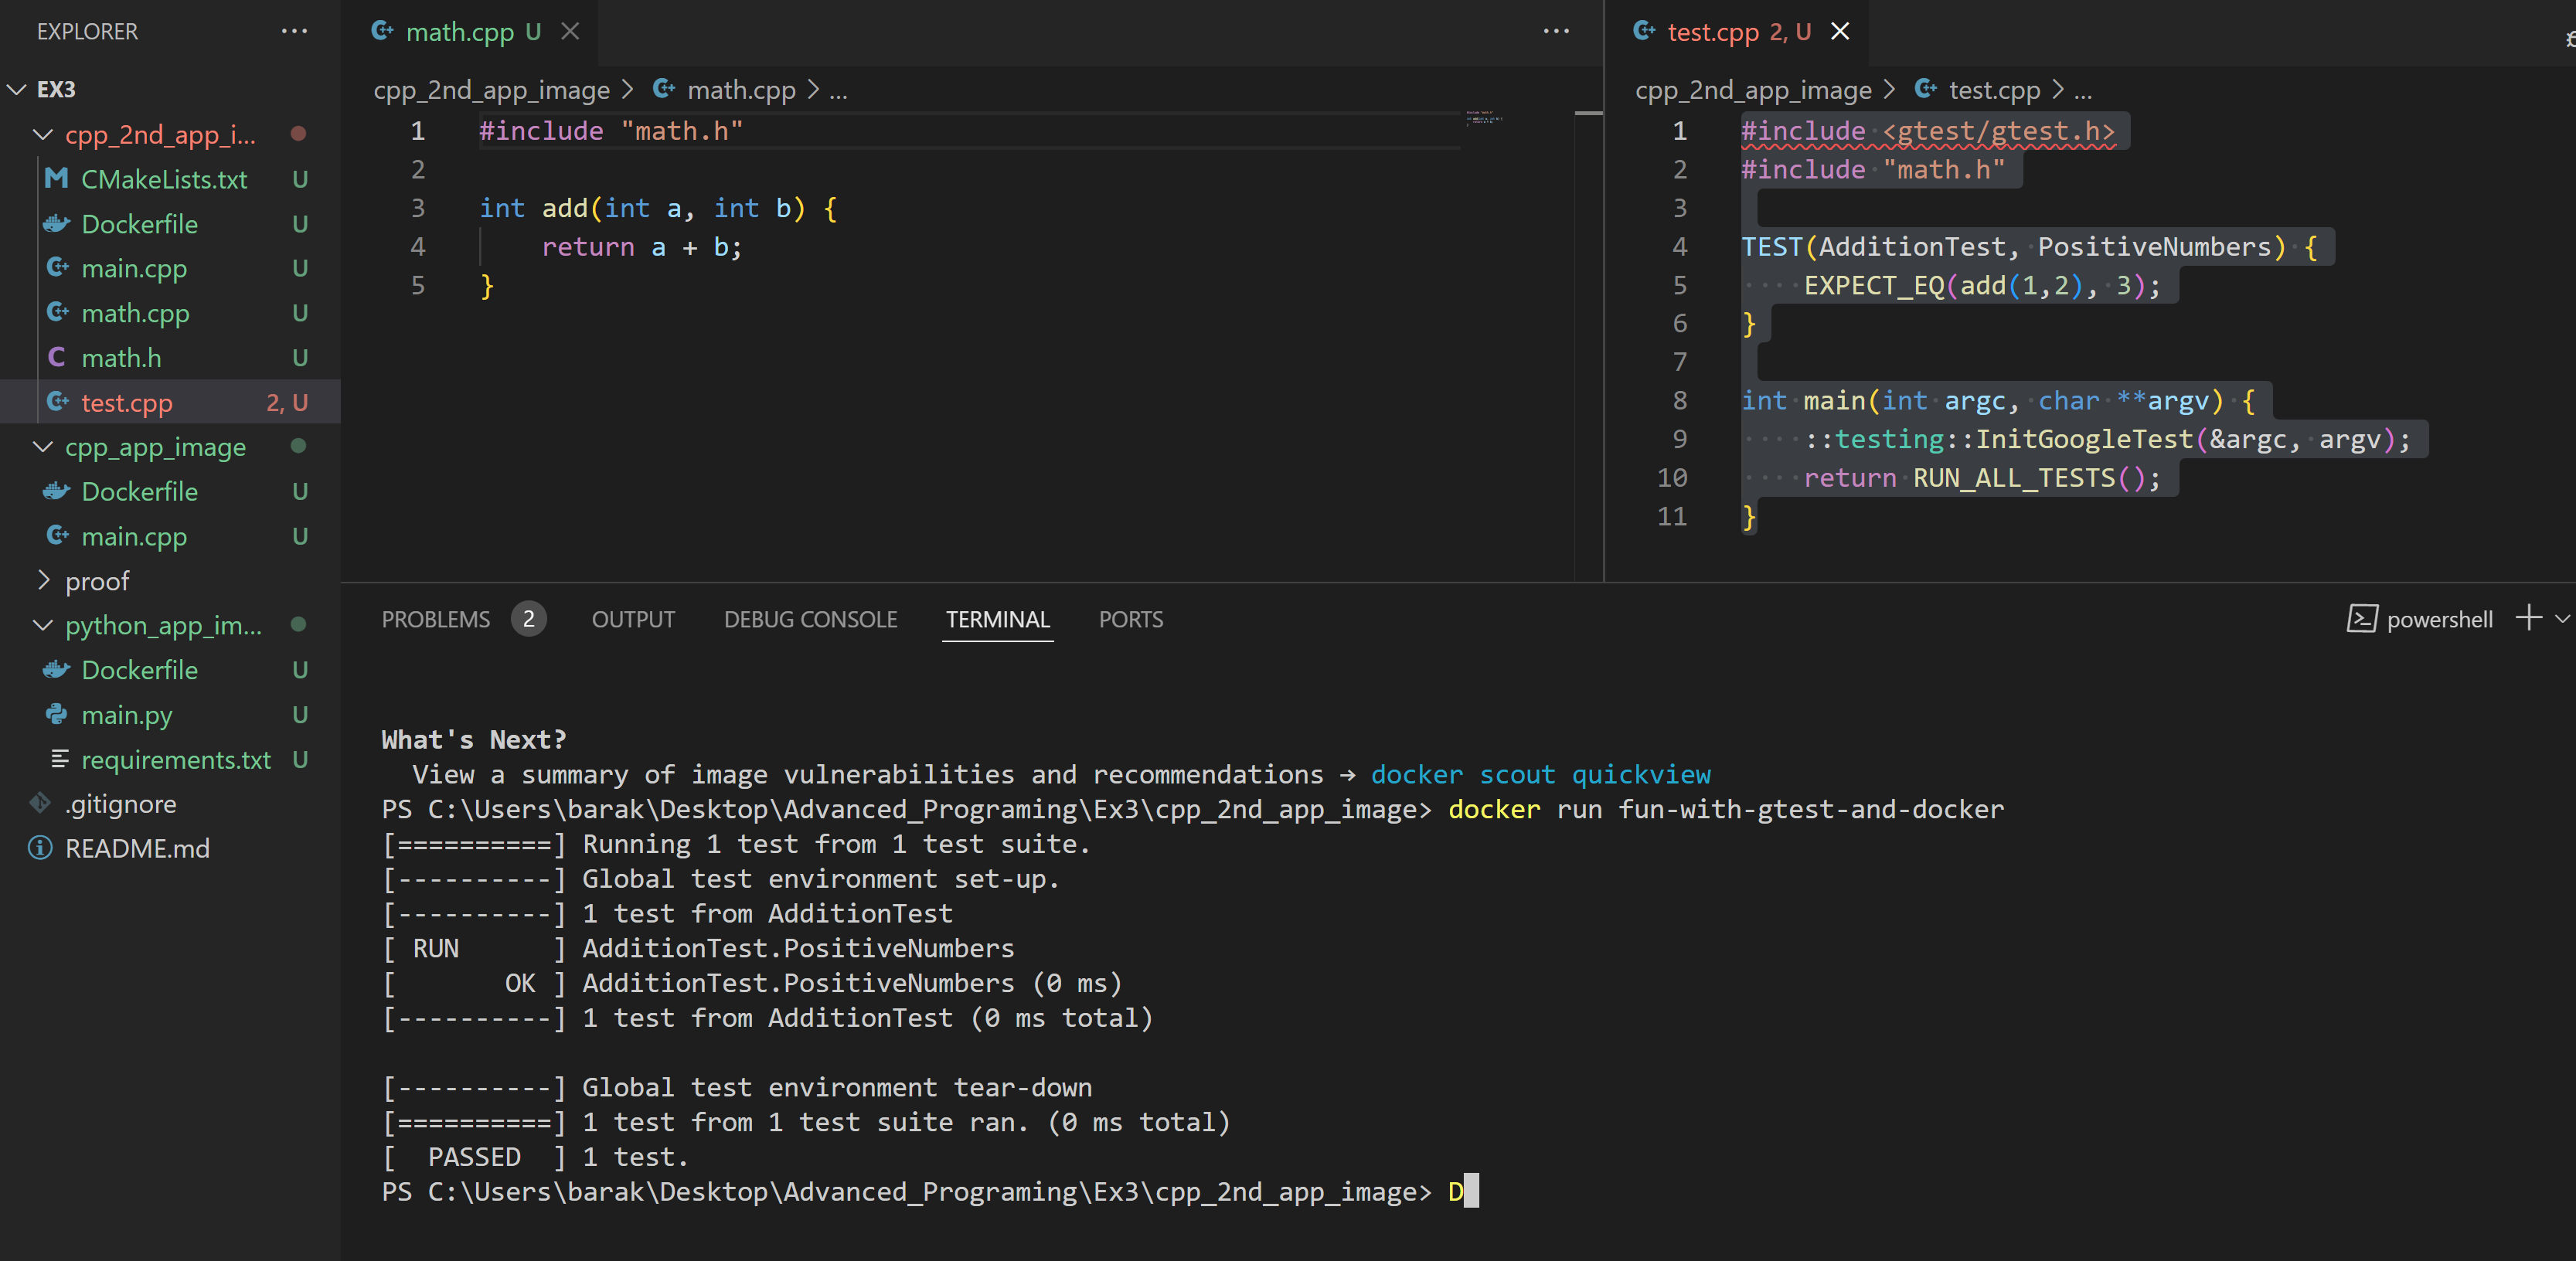 EXPLORER
EX3
cpp_2nd_app_i...
CMakeLists.txt U
Dockerfile U
main.cpp U
math.cpp U
math.h U
test.cpp 2, U
cpp_app_image
Dockerfile U
main.cpp U
proof
python_app_im...
Dockerfile U
main.py U
requirements.txt U
.gitignore
README.md
math.cpp U
cpp_2nd_app_image > math.cpp > ...
1 #include "math.h"
2
3 int add(int a, int b) {
4 return a + b;
5 }
test.cpp 2, U
cpp_2nd_app_image > test.cpp > ...
1 #include <gtest/gtest.h>
2 #include "math.h"
3
4 TEST(AdditionTest, PositiveNumbers) {
5 EXPECT_EQ(add(1,2), 3);
6 }
7
8 int main(int argc, char **argv) {
9 ::testing::InitGoogleTest(&argc, argv);
10 return RUN_ALL_TESTS();
11 }
PROBLEMS 2 OUTPUT DEBUG CONSOLE TERMINAL PORTS
powershell
What's Next?
View a summary of image vulnerabilities and recommendations → docker scout quickview
PS C:\Users\barak\Desktop\Advanced_Programing\Ex3\cpp_2nd_app_image> docker run fun-with-gtest-and-docker
[==========] Running 1 test from 1 test suite.
[----------] Global test environment set-up.
[----------] 1 test from AdditionTest
[ RUN      ] AdditionTest.PositiveNumbers
[       OK ] AdditionTest.PositiveNumbers (0 ms)
[----------] 1 test from AdditionTest (0 ms total)
[----------] Global test environment tear-down
[==========] 1 test from 1 test suite ran. (0 ms total)
[  PASSED  ] 1 test.
PS C:\Users\barak\Desktop\Advanced_Programing\Ex3\cpp_2nd_app_image> D